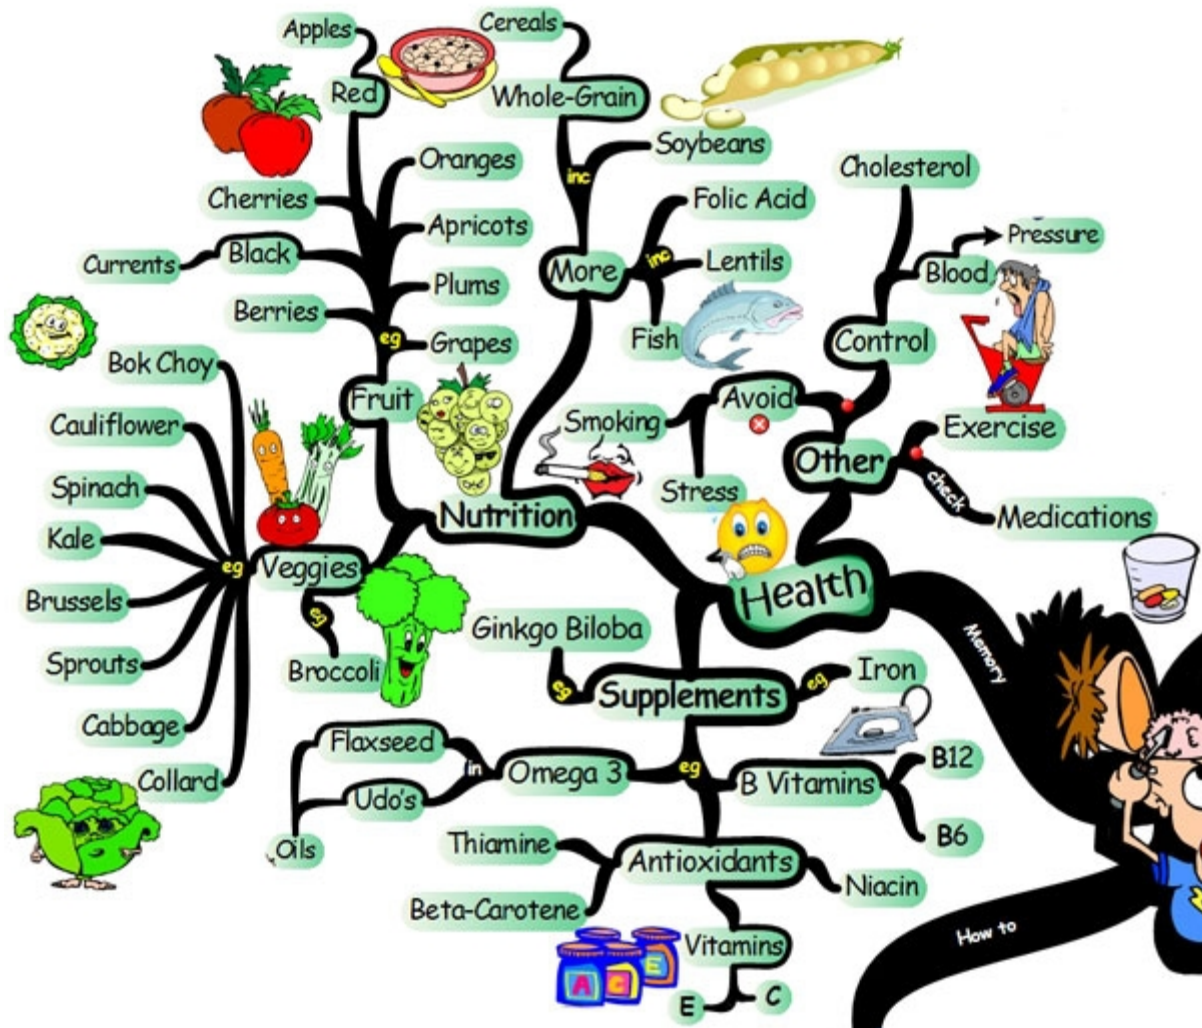 Apples
Red
Cereals
Whole-Grain
Soybeans
inc
Oranges
Cherries
Apricots
Black
Currents
Plums
Berries
Grapes
eg
Fruit
Folic Acid
More
inc
Lentils
Fish
Cholesterol
Pressure
Blood
Control
Avoid
Smoking
Stress
Other
Exercise
check
Medications
Bok Choy
Cauliflower
Spinach
Kale
Brussels
Sprouts
Cabbage
Collard
eg
Veggies
eg
Broccoli
Nutrition
Health
Memory
Ginkgo Biloba
eg
Supplements
eg
Iron
Flaxseed
Udo's
Oils
in
Omega 3
eg
B Vitamins
B12
B6
Thiamine
Antioxidants
Beta-Carotene
Niacin
Vitamins
E
C
A
C
E
How to